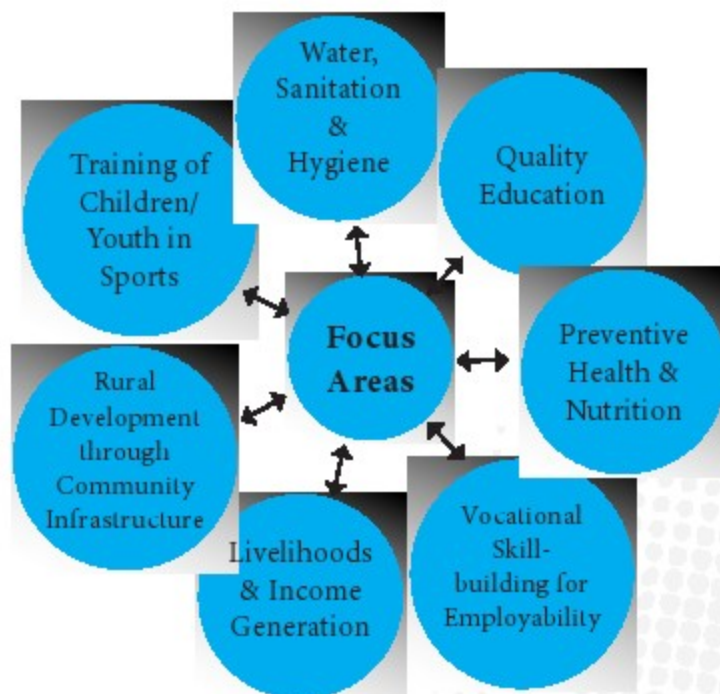 Water,
Sanitation
&
Hygiene
Quality
Education
Preventive
Health &
Nutrition
Vocational
Skill-
building for
Employability
Livelihoods
& Income
Generation
Rural
Development
through
Community
Infrastructure
Training of
Children/
Youth in
Sports
Focus
Areas